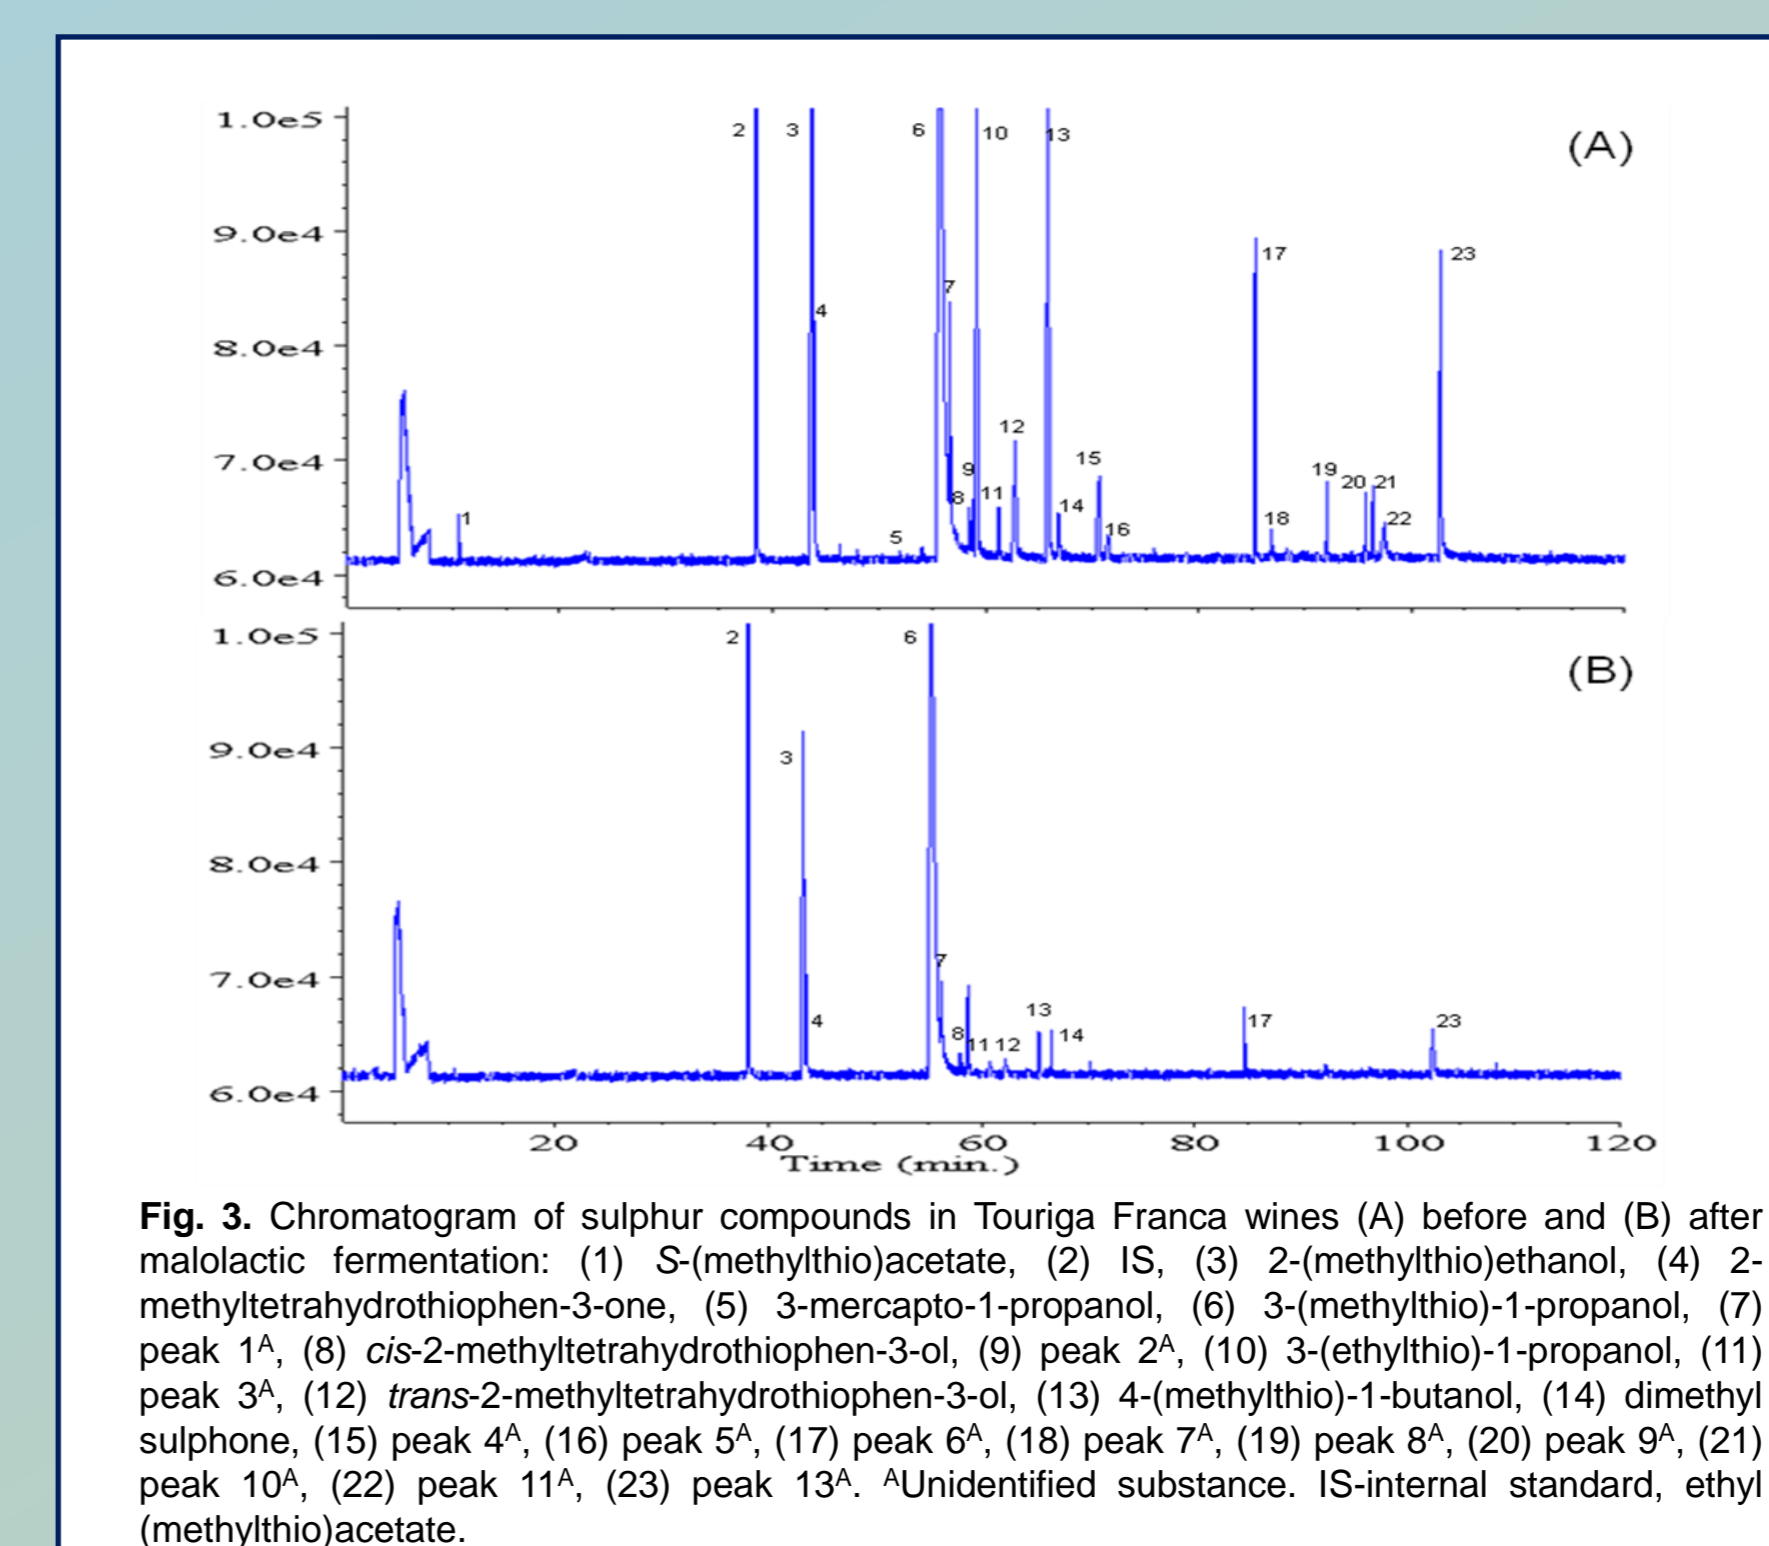 1.0e5
2
3
6
10
13
(A)
9.0e4
17
23
7
4
8.0e4
12
7.0e4
15
9
19
20
21
8
11
14
1
18
22
16
5
6.0e4
1.0e5
2
6
(B)
9.0e4
3
8.0e4
7
7.0e4
13
4
17
23
8
14
11
12
6.0e4
20
40
60
80
100
120
Time (min.)
Fig. 3. Chromatogram of sulphur compounds in Touriga Franca wines (A) before and (B) after
malolactic fermentation: (1) S-(methylthio)acetate, (2) IS, (3) 2-(methylthio)ethanol, (4) 2-
methyltetrahydrothiophen-3-one, (5) 3-mercapto-1-propanol, (6) 3-(methylthio)-1-propanol, (7)
peak 1ᴬ, (8) cis-2-methyltetrahydrothiophen-3-ol, (9) peak 2ᴬ, (10) 3-(ethylthio)-1-propanol, (11)
peak 3ᴬ, (12) trans-2-methyltetrahydrothiophen-3-ol, (13) 4-(methylthio)-1-butanol, (14) dimethyl
sulphone, (15) peak 4ᴬ, (16) peak 5ᴬ, (17) peak 6ᴬ, (18) peak 7ᴬ, (19) peak 8ᴬ, (20) peak 9ᴬ, (21)
peak 10ᴬ, (22) peak 11ᴬ, (23) peak 13ᴬ. ᴬUnidentified substance. IS-internal standard, ethyl
(methylthio)acetate.